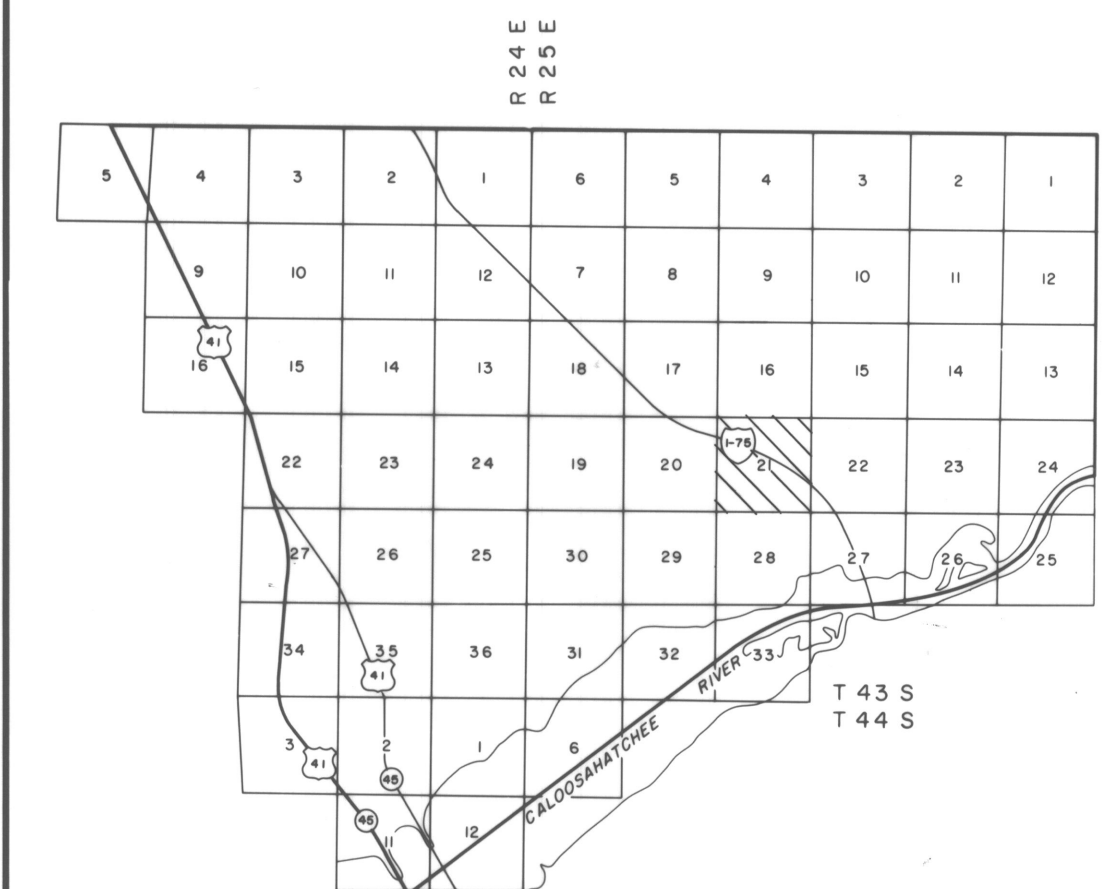 R 24 E
R 25 E
5 4 3 2 1 6 5 4 3 2 1
9 10 11 12 7 8 9 10 11 12
41
16 15 14 13 18 17 16 15 14 13
I-75
22 23 24 19 20 21 22 23 24
27 26 25 30 29 28 27 26 25
34 35 36 31 32 33
41
T 43 S
T 44 S
3 2 1 6
41
45
CALOOSAHATCHEE RIVER
45
11 12